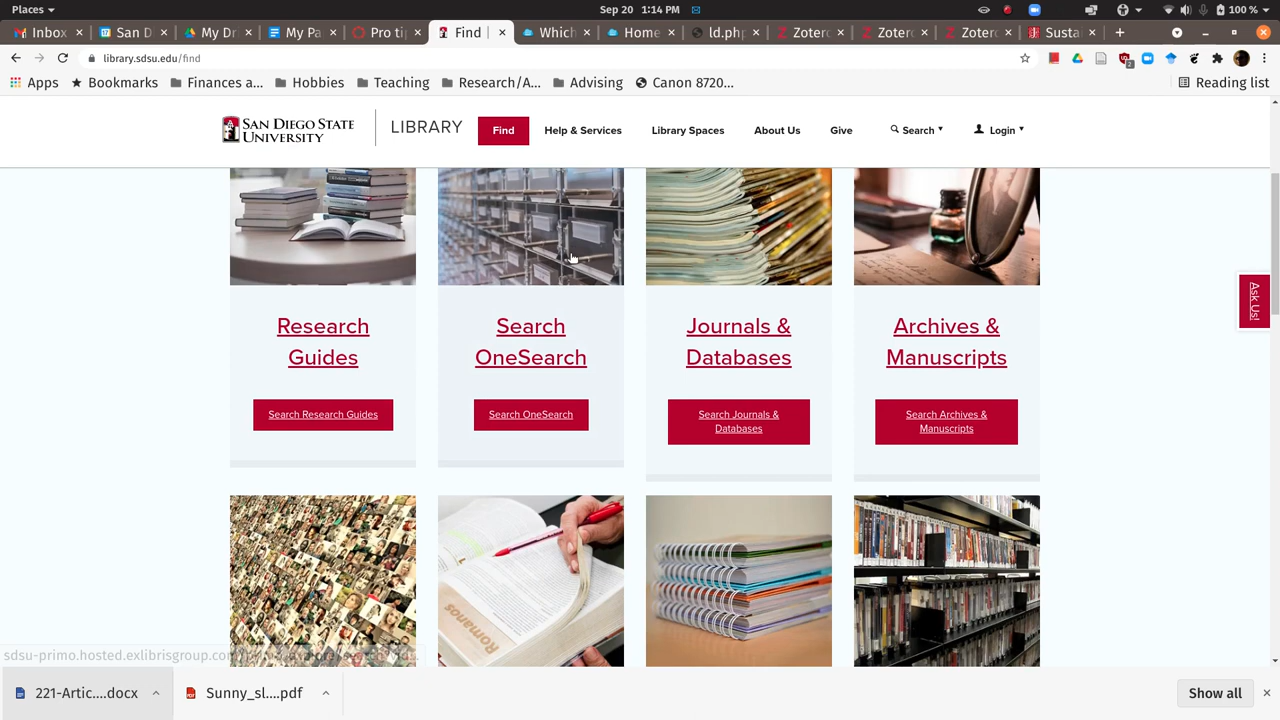 Places
Sep 20 1:14 PM
100 %
Inbox
San D
My Dr
My Pa
Pro tip
Find
Which
Home
ld.php
Zoter
Zoter
Zoter
Susta
library.sdsu.edu/find
Apps
Bookmarks
Finances a...
Hobbies
Teaching
Research/A...
Advising
Canon 8720...
Reading list
SAN DIEGO STATE
UNIVERSITY
LIBRARY
Find
Help & Services
Library Spaces
About Us
Give
Search
Login
Ask Us!
Research
Guides
Search Research Guides
Search
OneSearch
Search OneSearch
Journals &
Databases
Search Journals &
Databases
Archives &
Manuscripts
Search Archives &
Manuscripts
Romanos
sdsu-primo.hosted.exlibrisgroup.com
221-Artic....docx
Sunny_sl....pdf
Show all